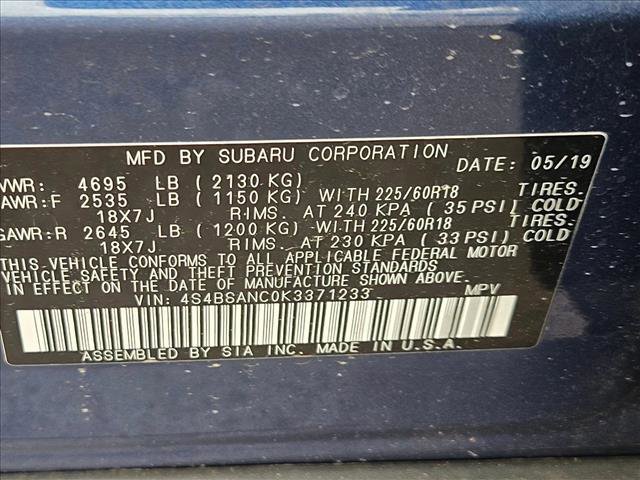 MFD BY SUBARU CORPORATION DATE: 05/19
VWR: 4695 LB ( 2130 KG)
AWR:F 2535 LB ( 1150 KG) WITH 225/60R18 TIRES.
18X7J RIMS. AT 240 KPA ( 35 PSI) COLD
GAWR:R 2645 LB ( 1200 KG) WITH 225/60R18 TIRES.
18X7J RIMS. AT 230 KPA ( 33 PSI) COLD
THIS VEHICLE CONFORMS TO ALL APPLICABLE FEDERAL MOTOR
VEHICLE SAFETY AND THEFT PREVENTION STANDARDS
IN EFFECT ON THE DATE OF MANUFACTURE SHOWN ABOVE.
VIN: 4S4BSANC0K3371233 MPV
ASSEMBLED BY SIA INC. MADE IN U.S.A.